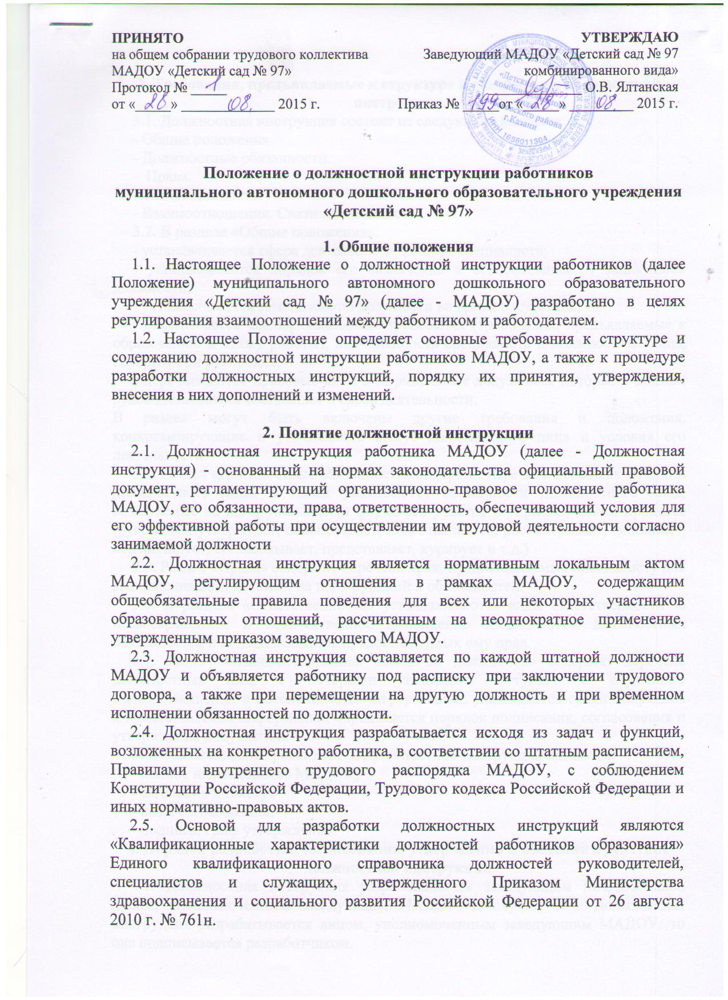 ПРИНЯТО
на общем собрании трудового коллектива
МАДОУ «Детский сад № 97»
Протокол № 1
от « 28 » 08. 2015 г.
УТВЕРЖДАЮ
Заведующий МАДОУ «Детский сад № 97
комбинированного вида»
О.В. Ялтанская
Приказ № 199 от « 28 » 08. 2015 г.
«Детский сад № 97
комбинированного
вида»
Московского района
г.Казани
ИНН 1656011304
Положение о должностной инструкции работников
муниципального автономного дошкольного образовательного учреждения
«Детский сад № 97»
1. Общие положения
1.1. Настоящее Положение о должностной инструкции работников (далее
Положение) муниципального автономного дошкольного образовательного
учреждения «Детский сад № 97» (далее - МАДОУ) разработано в целях
регулирования взаимоотношений между работником и работодателем.
1.2. Настоящее Положение определяет основные требования к структуре и
содержанию должностной инструкции работников МАДОУ, а также к процедуре
разработки должностных инструкций, порядку их принятия, утверждения,
внесения в них дополнений и изменений.
2. Понятие должностной инструкции
2.1. Должностная инструкция работника МАДОУ (далее - Должностная
инструкция) - основанный на нормах законодательства официальный правовой
документ, регламентирующий организационно-правовое положение работника
МАДОУ, его обязанности, права, ответственность, обеспечивающий условия для
его эффективной работы при осуществлении им трудовой деятельности согласно
занимаемой должности
2.2. Должностная инструкция является нормативным локальным актом
МАДОУ, регулирующим отношения в рамках МАДОУ, содержащим
общеобязательные правила поведения для всех или некоторых участников
образовательных отношений, рассчитанным на неоднократное применение,
утвержденным приказом заведующего МАДОУ.
2.3. Должностная инструкция составляется по каждой штатной должности
МАДОУ и объявляется работнику под расписку при заключении трудового
договора, а также при перемещении на другую должность и при временном
исполнении обязанностей по должности.
2.4. Должностная инструкция разрабатывается исходя из задач и функций,
возложенных на конкретного работника, в соответствии со штатным расписанием,
Правилами внутреннего трудового распорядка МАДОУ, с соблюдением
Конституции Российской Федерации, Трудового кодекса Российской Федерации и
иных нормативно-правовых актов.
2.5. Основой для разработки должностных инструкций являются
«Квалификационные характеристики должностей работников образования»
Единого квалификационного справочника должностей руководителей,
специалистов и служащих, утвержденного Приказом Министерства
здравоохранения и социального развития Российской Федерации от 26 августа
2010 г. № 761н.